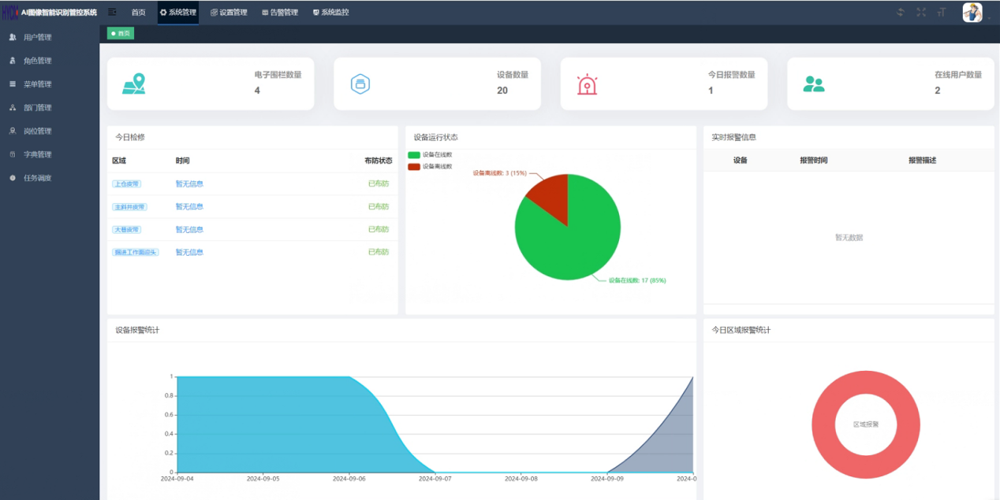 HYCX AI图像智能识别管控系统
首页
系统管理
设置管理
告警管理
系统监控
首页
用户管理
角色管理
菜单管理
部门管理
岗位管理
字典管理
任务调度
电子围栏数量
4
设备数量
20
今日报警数量
1
在线用户数量
2
今日检修
区域 时间 布防状态
上仓皮带 暂无信息 已布防
主斜井皮带 暂无信息 已布防
大巷皮带 暂无信息 已布防
掘进工作面迎头 暂无信息 已布防
设备运行状态
设备在线数
设备离线数
设备离线数: 3 (15%)
设备在线数: 17 (85%)
实时报警信息
设备 报警时间 报警描述
暂无数据
设备报警统计
1
0.8
0.6
0.4
0.2
0
2024-09-04 2024-09-05 2024-09-06 2024-09-07 2024-09-08 2024-09-09 2024-0
今日区域报警统计
区域报警